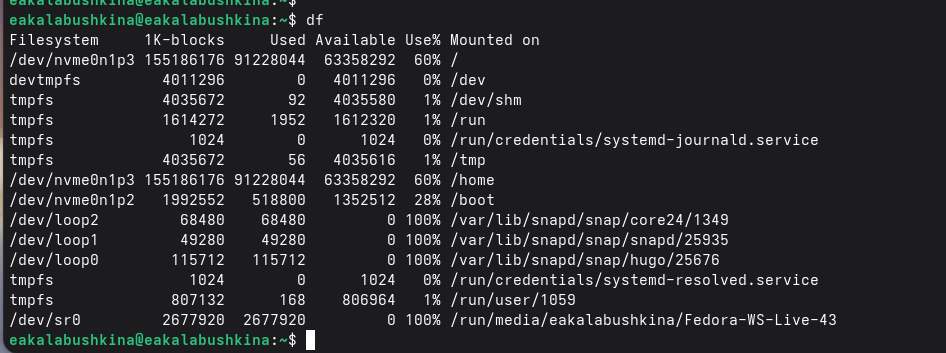 eakalabushkina@eakalabushkina:~$
eakalabushkina@eakalabushkina:~$ df
Filesystem     1K-blocks     Used Available Use% Mounted on
/dev/nvme0n1p3 155186176 91228044  63358292  60% /
devtmpfs         4011296        0   4011296   0% /dev
tmpfs            4035672       92   4035580   1% /dev/shm
tmpfs            1614272     1952   1612320   1% /run
tmpfs               1024        0      1024   0% /run/credentials/systemd-journald.service
tmpfs            4035672       56   4035616   1% /tmp
/dev/nvme0n1p3 155186176 91228044  63358292  60% /home
/dev/nvme0n1p2   1992552   518800   1352512  28% /boot
/dev/loop2         68480    68480         0 100% /var/lib/snapd/snap/core24/1349
/dev/loop1         49280    49280         0 100% /var/lib/snapd/snap/snapd/25935
/dev/loop0        115712   115712         0 100% /var/lib/snapd/snap/hugo/25676
tmpfs               1024        0      1024   0% /run/credentials/systemd-resolved.service
tmpfs             807132      168    806964   1% /run/user/1059
/dev/sr0         2677920  2677920         0 100% /run/media/eakalabushkina/Fedora-WS-Live-43
eakalabushkina@eakalabushkina:~$